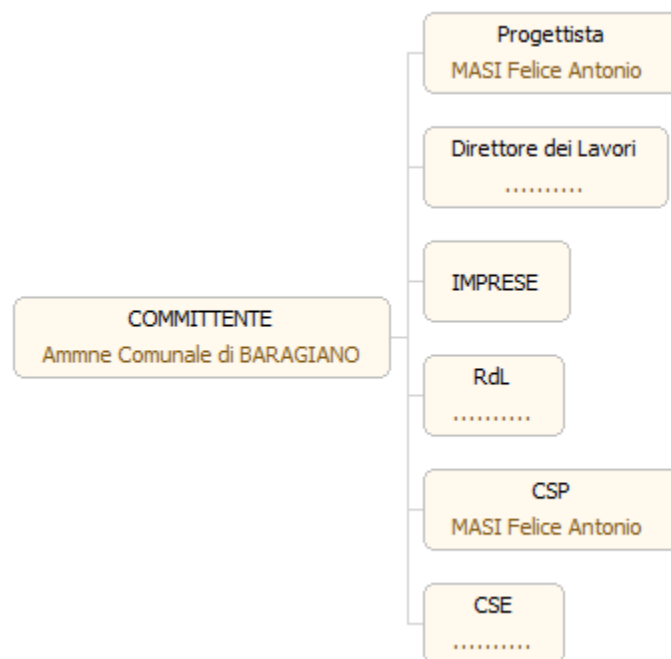 Progettista
MASI Felice Antonio
Direttore dei Lavori
..........
IMPRESE
COMMITTENTE
Ammne Comunale di BARAGIANO
RdL
..........
CSP
MASI Felice Antonio
CSE
..........